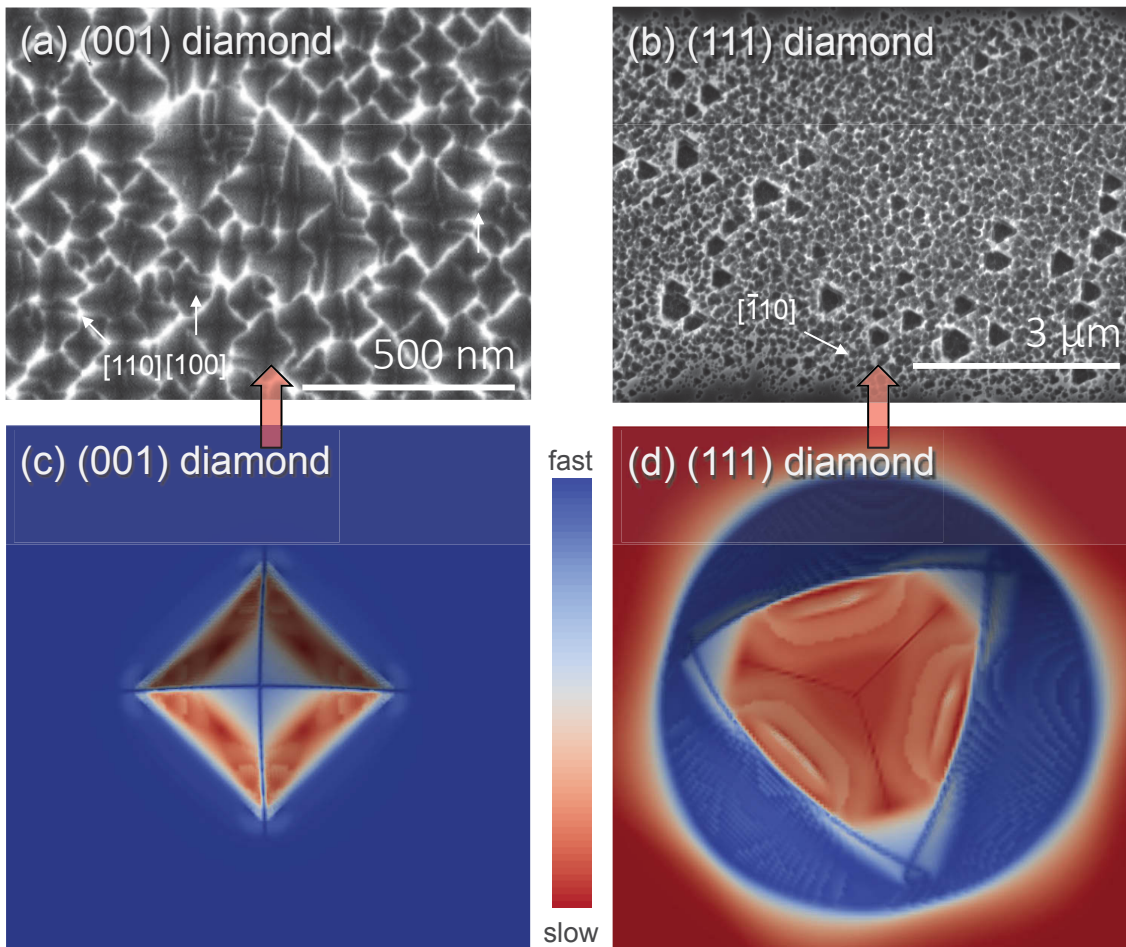 (a) (001) diamond
[110][100]
500 nm
(b) (111) diamond
[1̄10]
3 μm
(c) (001) diamond
fast
slow
(d) (111) diamond